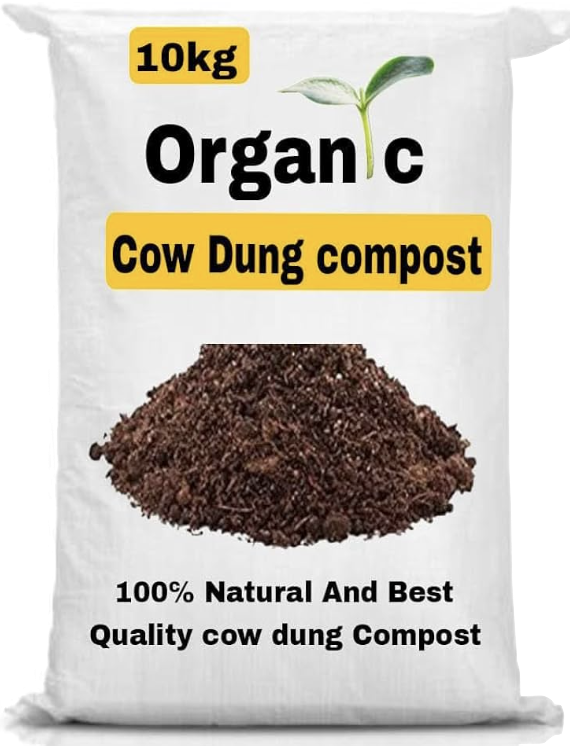 10kg
Organic
Cow Dung compost
100% Natural And Best
Quality cow dung Compost